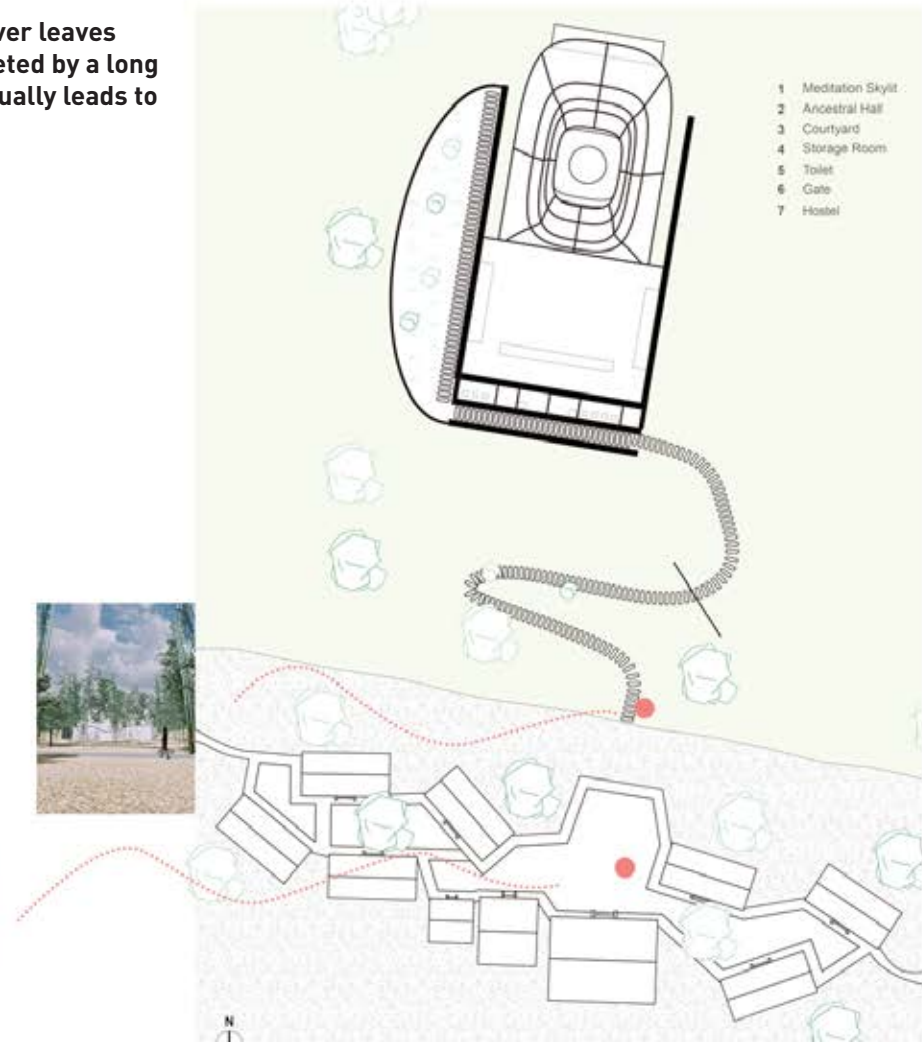 ver leaves
eted by a long
ually leads to
1 Meditation Skylit
2 Ancestral Hall
3 Courtyard
4 Storage Room
5 Toilet
6 Gate
7 Hostel
N